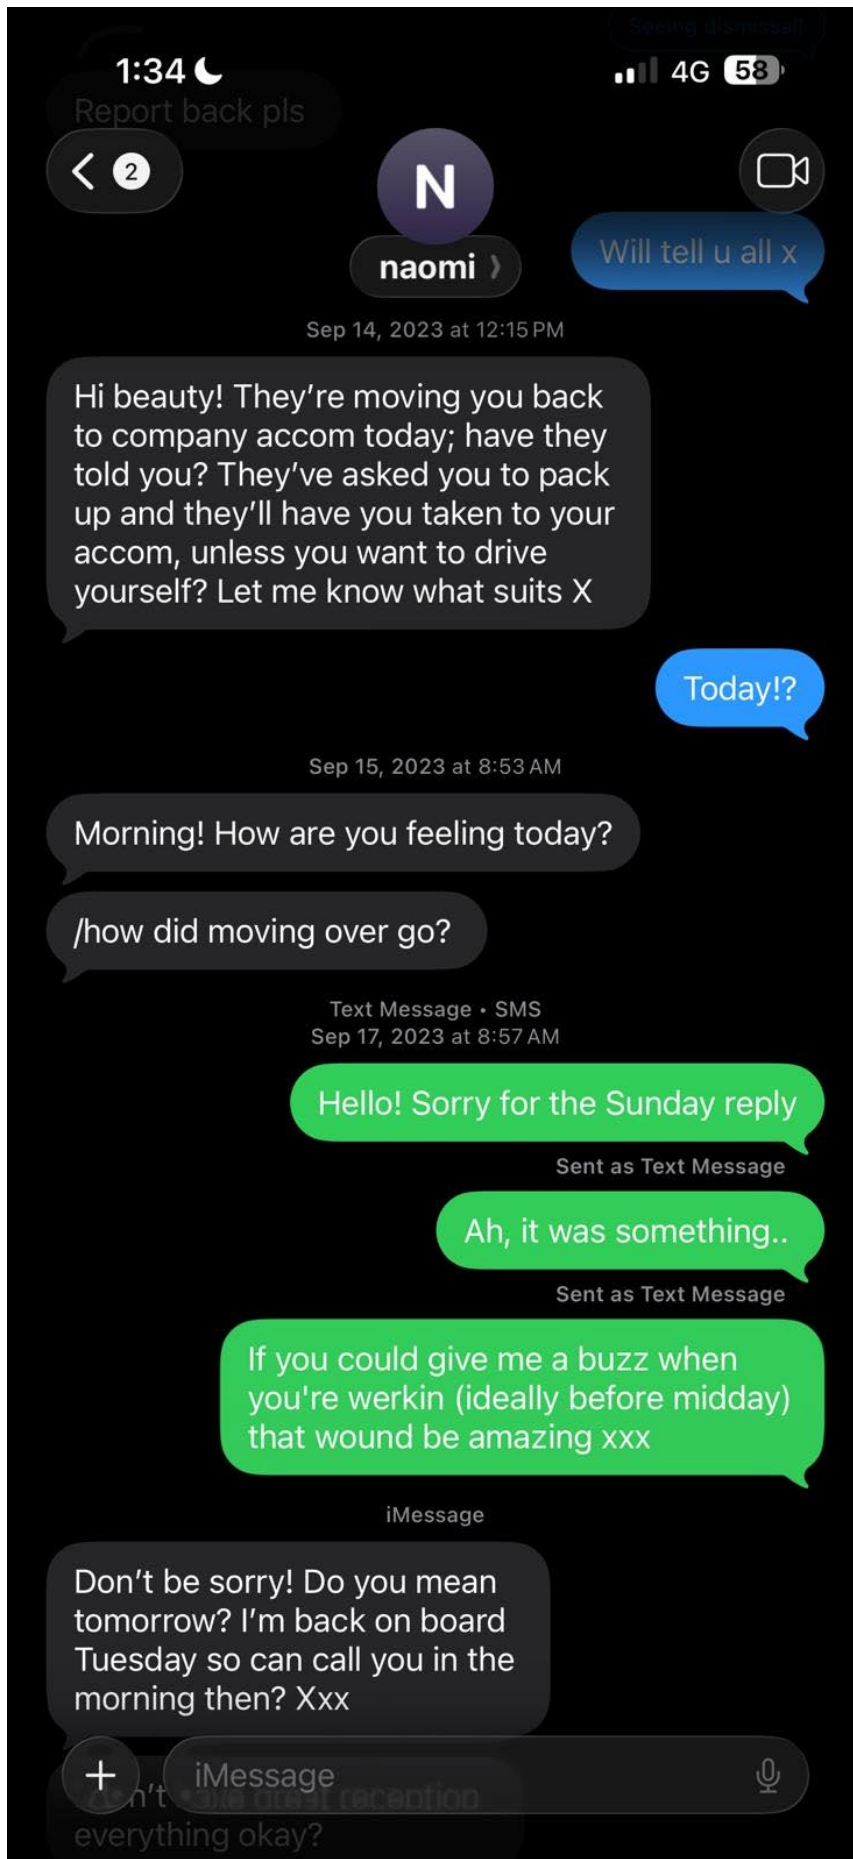 Seeing dismissal!
1:34
4G 58
Report back pls
2
N
naomi
Will tell u all x
Sep 14, 2023 at 12:15 PM
Hi beauty! They’re moving you back
to company accom today; have they
told you? They’ve asked you to pack
up and they’ll have you taken to your
accom, unless you want to drive
yourself? Let me know what suits X
Today!?
Sep 15, 2023 at 8:53 AM
Morning! How are you feeling today?
/how did moving over go?
Text Message • SMS
Sep 17, 2023 at 8:57 AM
Hello! Sorry for the Sunday reply
Sent as Text Message
Ah, it was something..
Sent as Text Message
If you could give me a buzz when
you're werkin (ideally before midday)
that wound be amazing xxx
iMessage
Don’t be sorry! Do you mean
tomorrow? I’m back on board
Tuesday so can call you in the
morning then? Xxx
iMessage
great reception
everything okay?